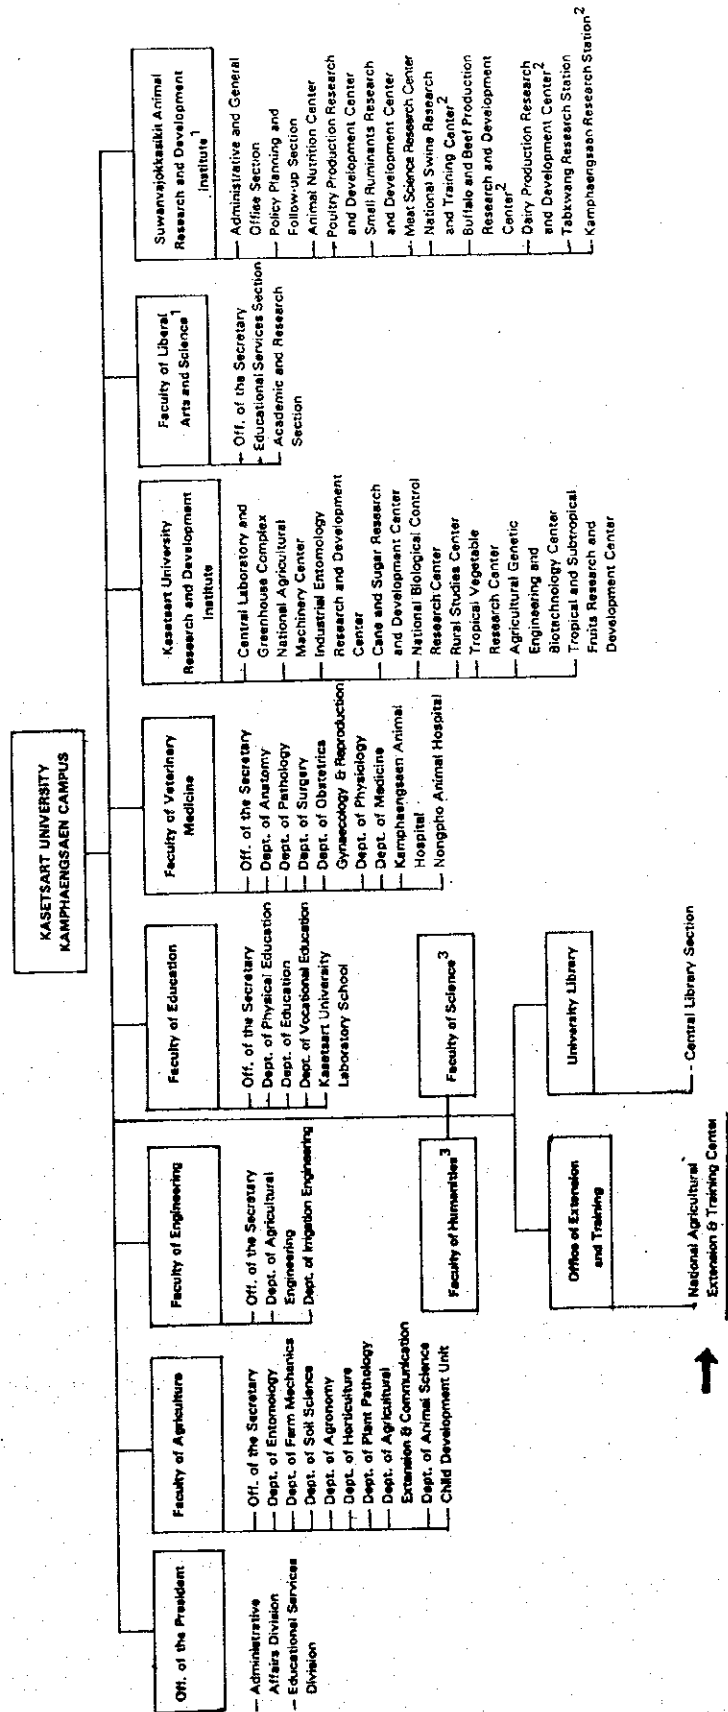 KASETSART UNIVERSITY
KAMPHAENGSAEN CAMPUS
Off. of the President
Administrative
Affairs Division
Educational Services
Division
Faculty of Agriculture
Off. of the Secretary
Dept. of Entomology
Dept. of Farm Mechanics
Dept. of Soil Science
Dept. of Agronomy
Dept. of Horticulture
Dept. of Plant Pathology
Dept. of Agricultural
Extension & Communication
Dept. of Animal Science
Child Development Unit
Faculty of Engineering
Off. of the Secretary
Dept. of Agricultural
Engineering
Dept. of Irrigation Engineering
Faculty of Education
Off. of the Secretary
Dept. of Physical Education
Dept. of Education
Dept. of Vocational Education
Kasetsart University
Laboratory School
Faculty of Veterinary
Medicine
Off. of the Secretary
Dept. of Anatomy
Dept. of Pathology
Dept. of Surgery
Dept. of Obstetrics
Gynaecology & Reproduction
Dept. of Physiology
Dept. of Medicine
Kamphaengsaen Animal
Hospital
Nongpho Animal Hospital
Kasetsart University
Research and Development
Institute
Central Laboratory and
Greenhouse Complex
National Agricultural
Machinery Center
Industrial Entomology
Research and Development
Center
Cane and Sugar Research
and Development Center
National Biological Control
Research Center
Rural Studies Center
Tropical Vegetable
Research Center
Agricultural Genetic
Engineering and
Biotechnology Center
Tropical and Subtropical
Fruits Research and
Development Center
Faculty of Liberal
Arts and Science1
Off. of the Secretary
Educational Services Section
Academic and Research
Section
Suwanvajokkasikit Animal
Research and Development
Institute1
Administrative and General
Office Section
Policy Planning and
Follow-up Section
Animal Nutrition Center
Poultry Production Research
and Development Center
Small Ruminants Research
and Development Center
Meat Science Research Center
National Swine Research
and Training Center2
Buffalo and Beef Production
Research and Development
Center2
Dairy Production Research
and Development Center2
Tabkwang Research Station
Kamphaengsaen Research Station2
Faculty of Humanities3
Faculty of Science3
Office of Extension
and Training
National Agricultural
Extension & Training Center
University Library
- Central Library Section